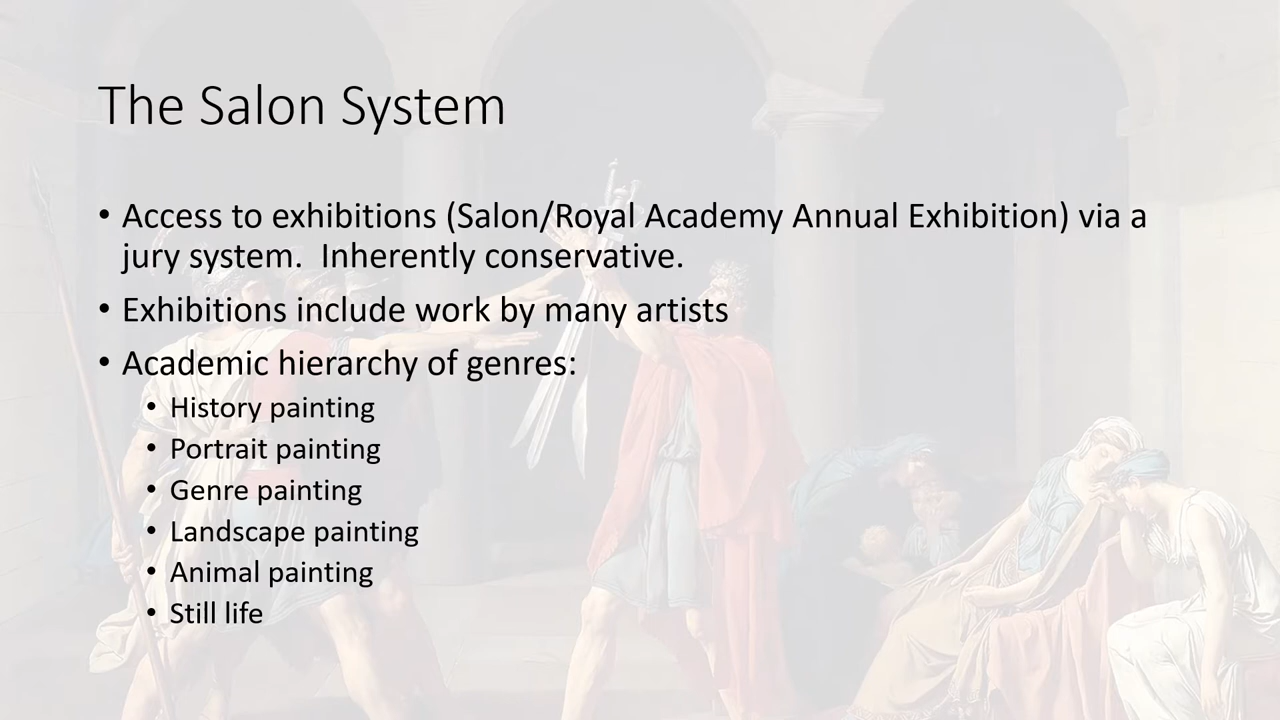 The Salon System
• Access to exhibitions (Salon/Royal Academy Annual Exhibition) via a
jury system.  Inherently conservative.
• Exhibitions include work by many artists
• Academic hierarchy of genres:
• History painting
• Portrait painting
• Genre painting
• Landscape painting
• Animal painting
• Still life